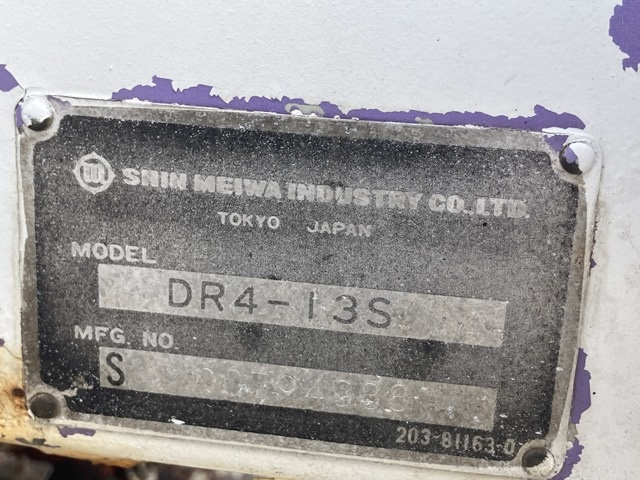 SHIN MEIWA INDUSTRY CO.,LTD.
TOKYO JAPAN
MODEL
DR4-13S
MFG. NO.
S
203-81163-0